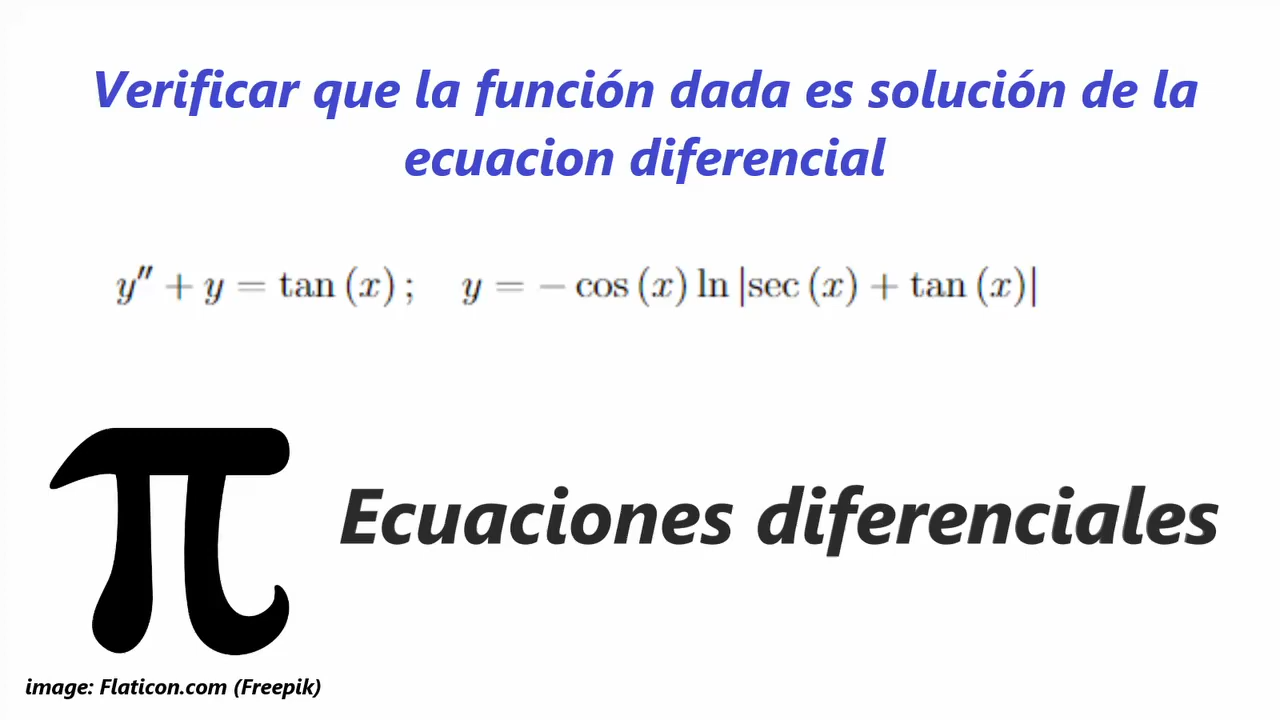 Verificar que la función dada es solución de la
ecuacion diferencial
y″ + y = tan (x) ; y = − cos (x) ln |sec (x) + tan (x)|
π
Ecuaciones diferenciales
image: Flaticon.com (Freepik)